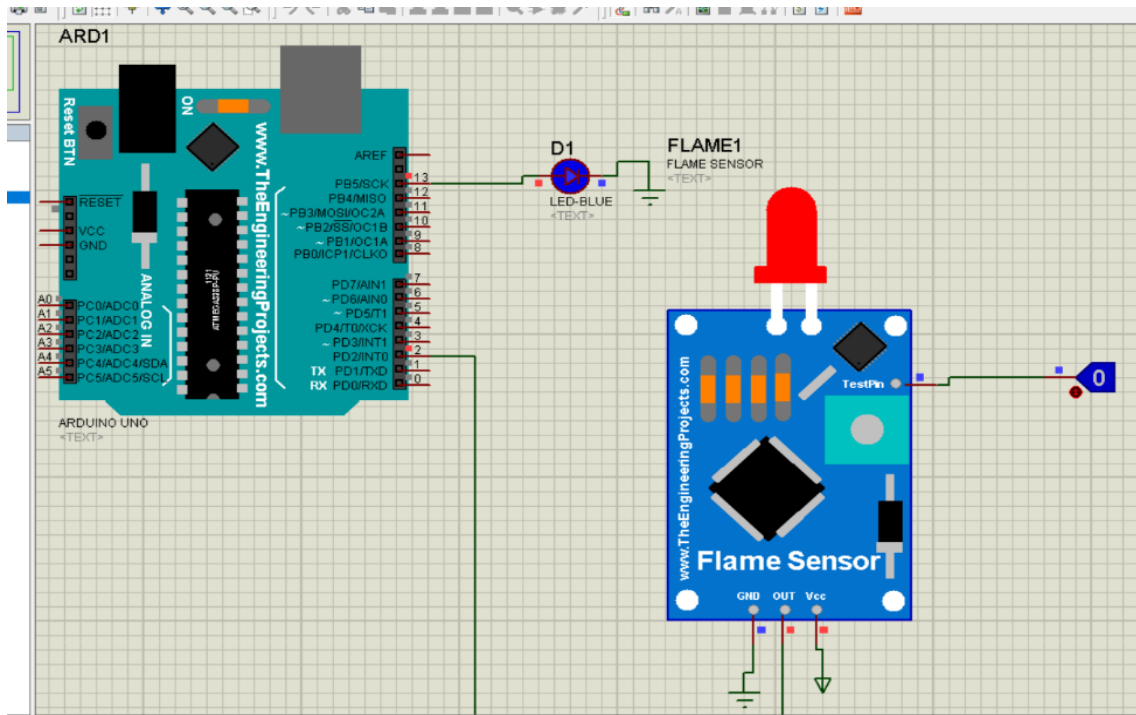 ARD1
Reset BTN
ON
www.TheEngineeringProjects.com
RESET
VCC
GND
ANALOG IN
A0
A1
A2
A3
A4
A5
PC0/ADC0
PC1/ADC1
PC2/ADC2
PC3/ADC3
PC4/ADC4/SDA
PC5/ADC5/SCL
1121
ATMEGA328P-PU
AREF
PB5/SCK 13
PB4/MISO 12
~PB3/MOSI/OC2A 11
~PB2/SS/OC1B 10
~PB1/OC1A 9
PB0/ICP1/CLKO 8
PD7/AIN1 7
~PD6/AIN0 6
~PD5/T1 5
PD4/T0/XCK 4
~PD3/INT1 3
PD2/INT0 2
TX PD1/TXD 1
RX PD0/RXD 0
ARDUINO UNO
<TEXT>
D1
LED-BLUE
<TEXT>
FLAME1
FLAME SENSOR
<TEXT>
www.TheEngineeringProjects.com
TestPin
0
Flame Sensor
GND OUT Vcc